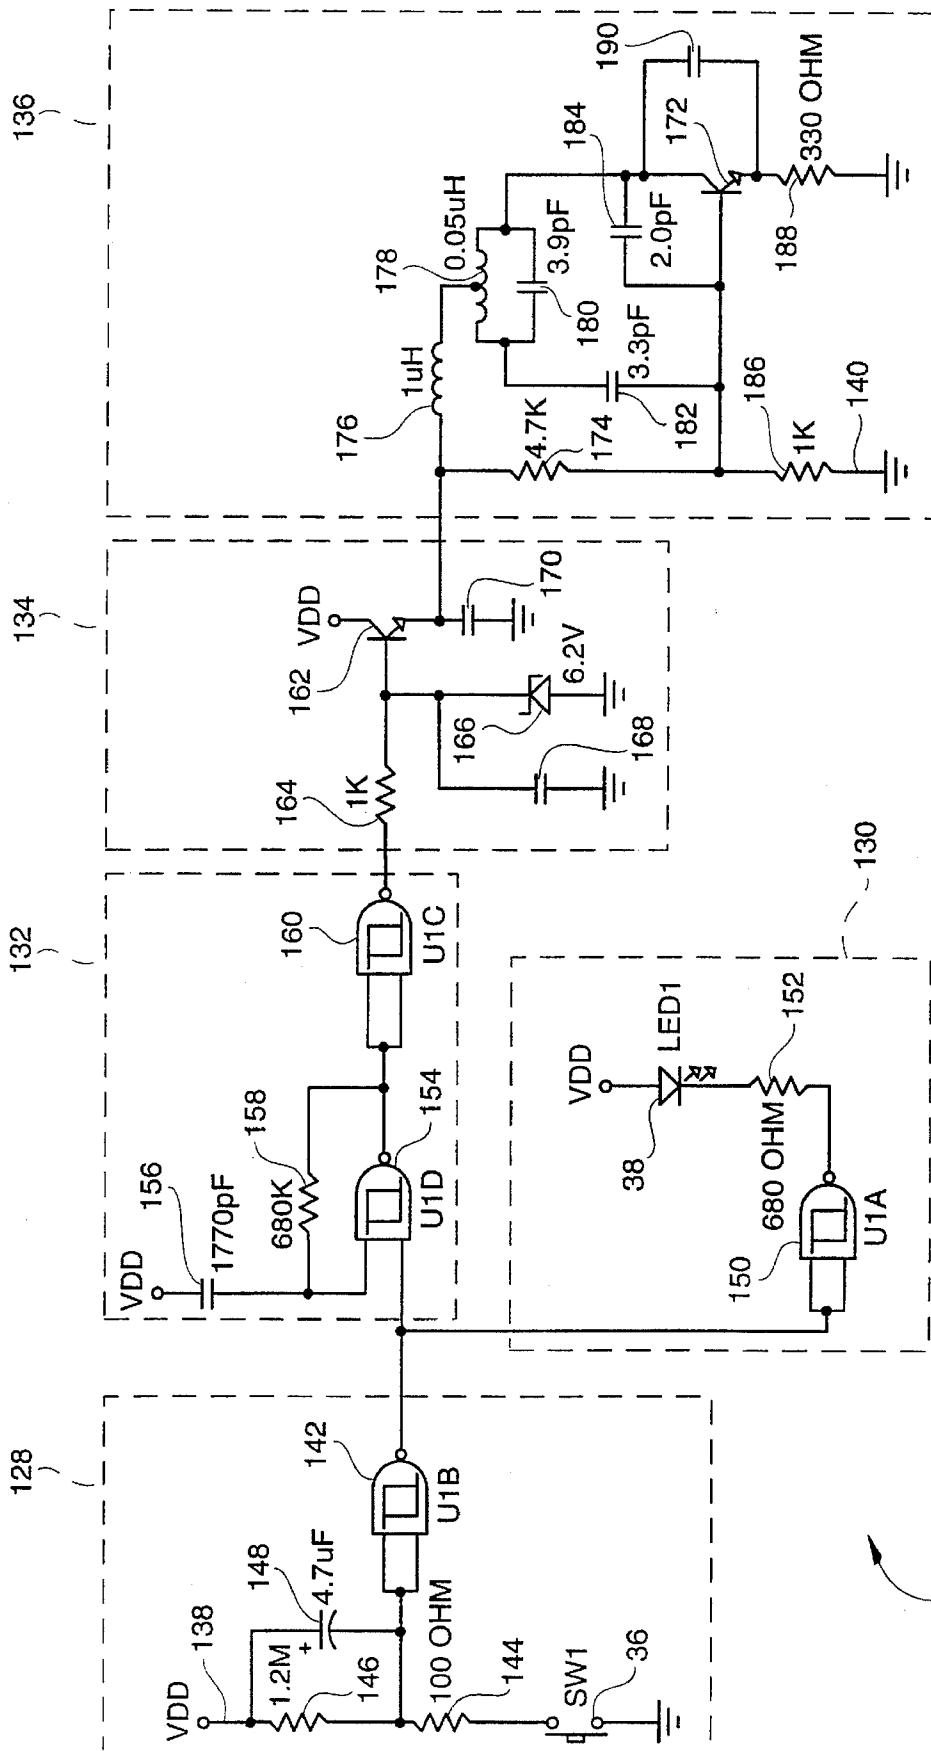 128
VDD
138
1.2M
146
148
4.7uF
+
100 OHM
144
SW1
36
142
U1B
132
VDD
156
1770pF
158
680K
154
U1D
160
U1C
130
VDD
LED1
38
152
680 OHM
150
U1A
134
VDD
162
164
1K
166
6.2V
168
170
136
176
1uH
178
0.05uH
3.9pF
180
184
2.0pF
190
172
330 OHM
188
3.3pF
182
4.7K
174
186
1K
140